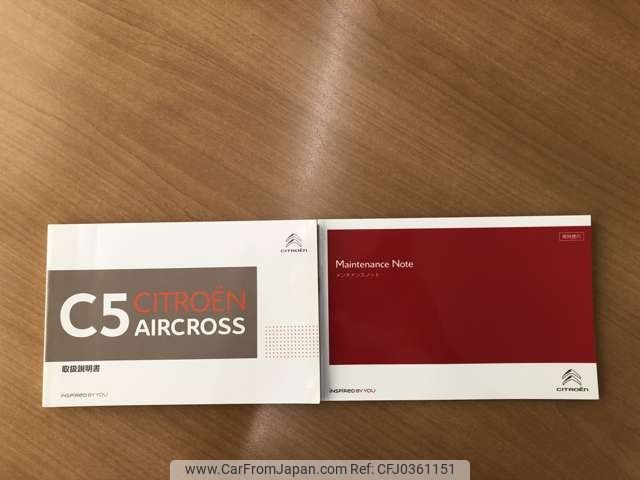 CITROËN
C5 CITROËN
AIRCROSS
取扱説明書
INSPIRED BY YOU
Maintenance Note
メンテナンスノート
INSPIRED BY YOU
CITROËN
www.CarFromJapan.com CFJ0361151